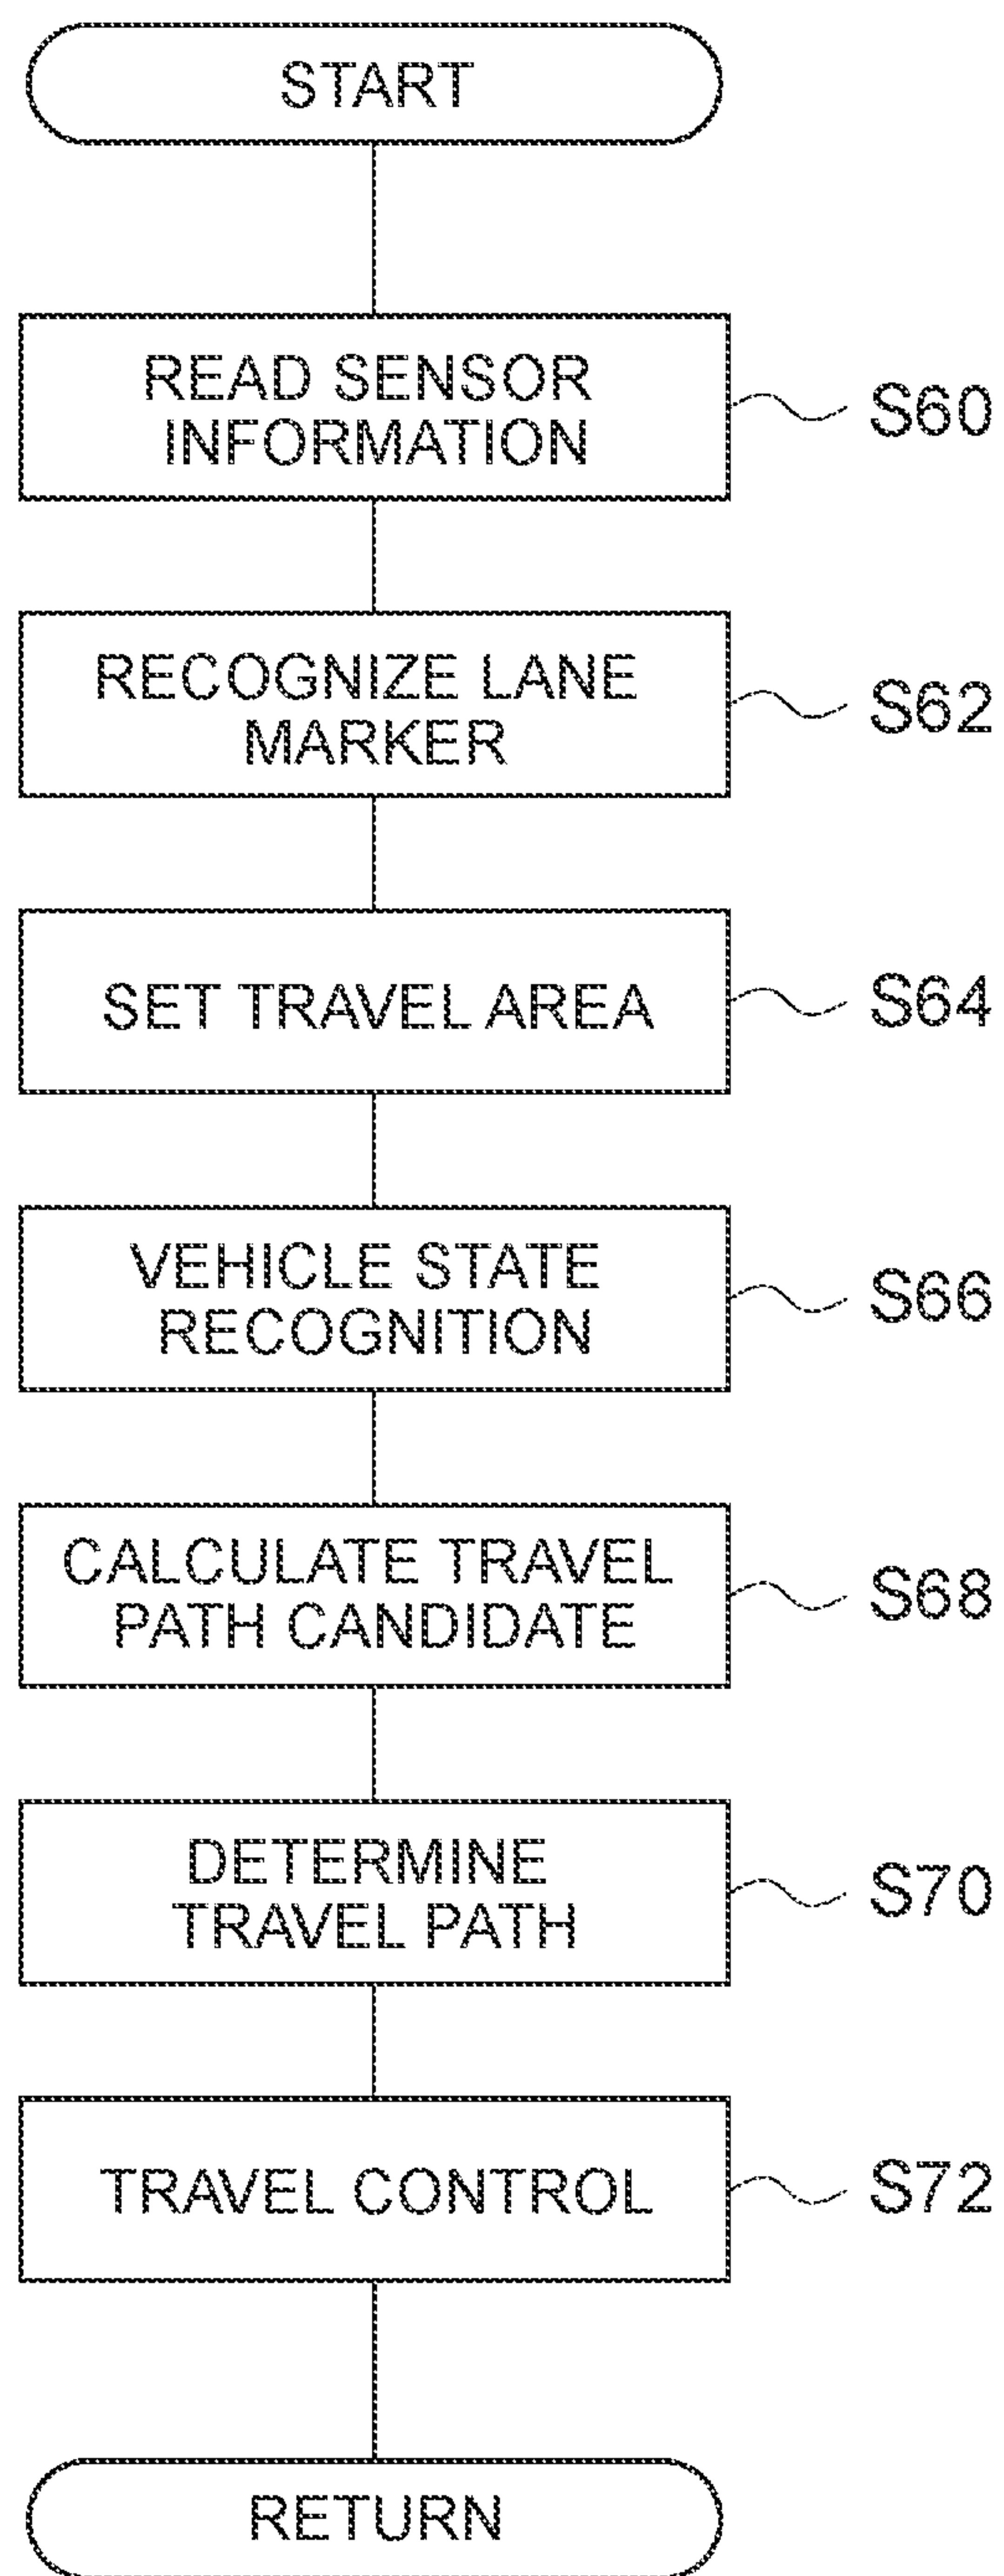 START
READ SENSOR
INFORMATION
S60
RECOGNIZE LANE
MARKER
S62
SET TRAVEL AREA
S64
VEHICLE STATE
RECOGNITION
S66
CALCULATE TRAVEL
PATH CANDIDATE
S68
DETERMINE
TRAVEL PATH
S70
TRAVEL CONTROL
S72
RETURN